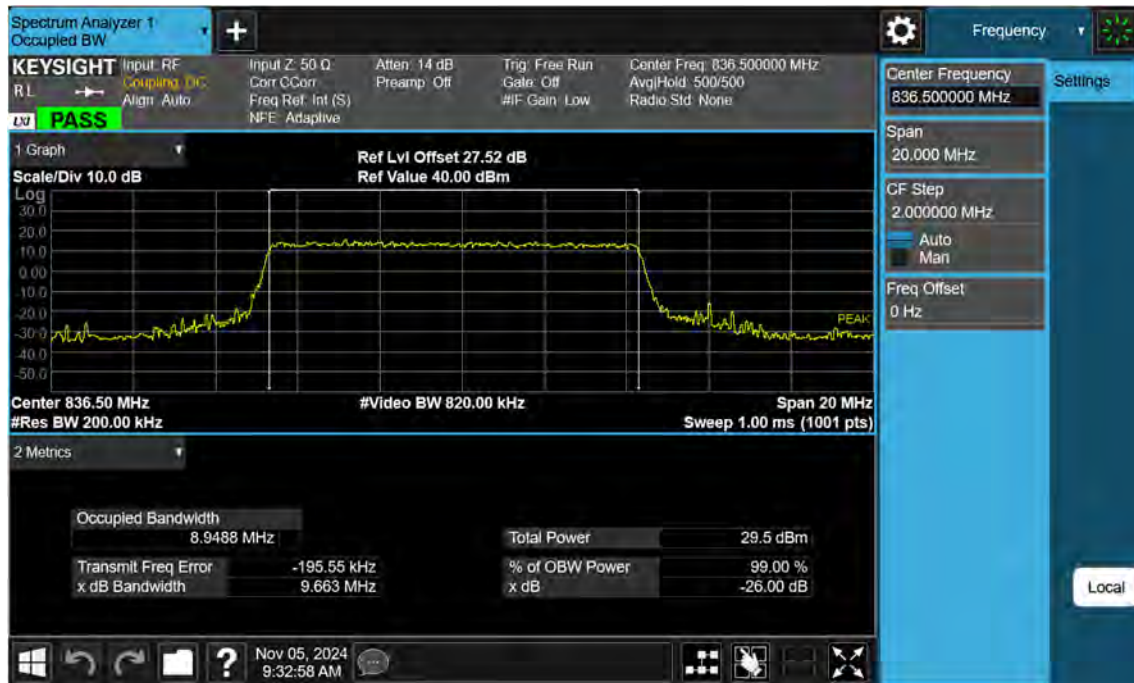 Spectrum Analyzer 1
Occupied BW
+
Frequency
KEYSIGHT
RL
LXI PASS
Input: RF
Coupling: DC
Align: Auto
Input Z: 50 Ω
Corr CCorr
Freq Ref: Int (S)
NFE: Adaptive
Atten: 14 dB
Preamp: Off
Trig: Free Run
Gate: Off
#IF Gain: Low
Center Freq: 836.500000 MHz
Avg|Hold: 500/500
Radio Std: None
Center Frequency
836.500000 MHz
Settings
Span
20.000 MHz
CF Step
2.000000 MHz
Auto
Man
Freq Offset
0 Hz
Local
1 Graph
Scale/Div 10.0 dB
Ref Lvl Offset 27.52 dB
Ref Value 40.00 dBm
Log
30.0
20.0
10.0
0.00
-10.0
-20.0
-30.0
-40.0
-50.0
PEAK
Center 836.50 MHz
#Res BW 200.00 kHz
#Video BW 820.00 kHz
Span 20 MHz
Sweep 1.00 ms (1001 pts)
2 Metrics
Occupied Bandwidth
8.9488 MHz
Total Power 29.5 dBm
Transmit Freq Error -195.55 kHz
% of OBW Power 99.00 %
x dB Bandwidth 9.663 MHz
x dB -26.00 dB
?
Nov 05, 2024
9:32:58 AM